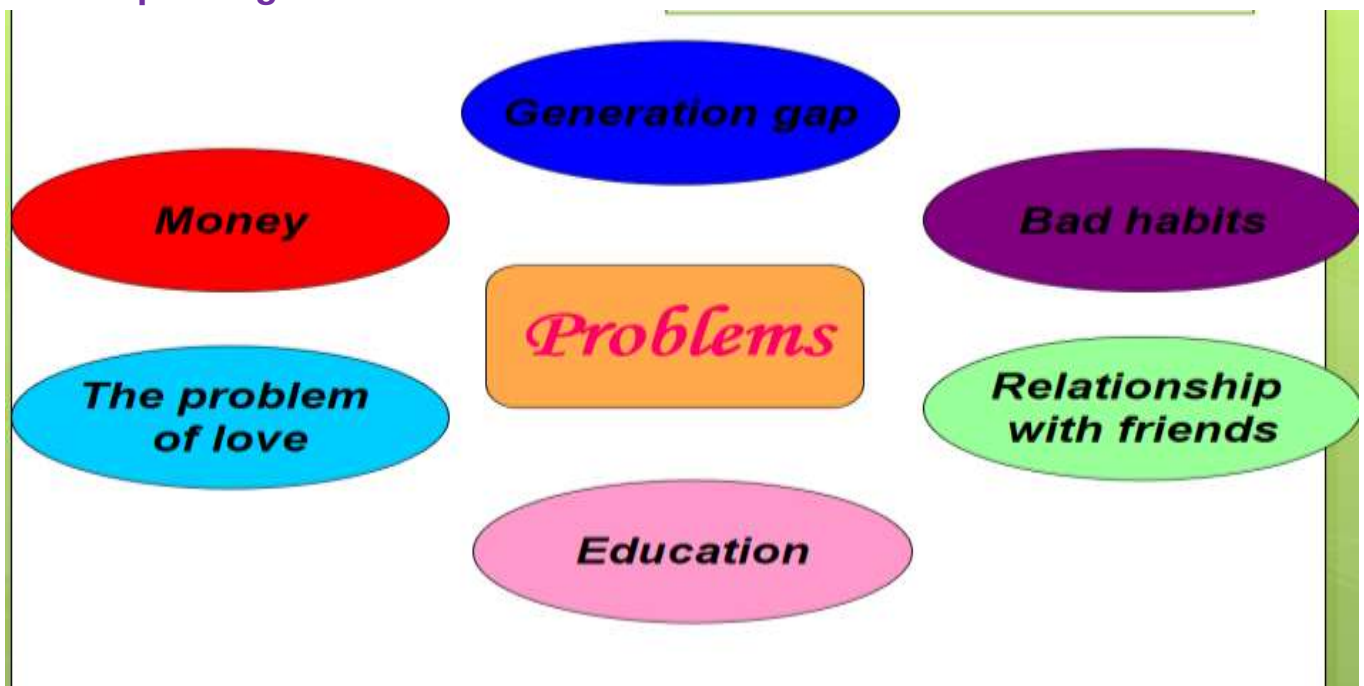 Generation gap
Money
Bad habits
Problems
The problem
of love
Relationship
with friends
Education